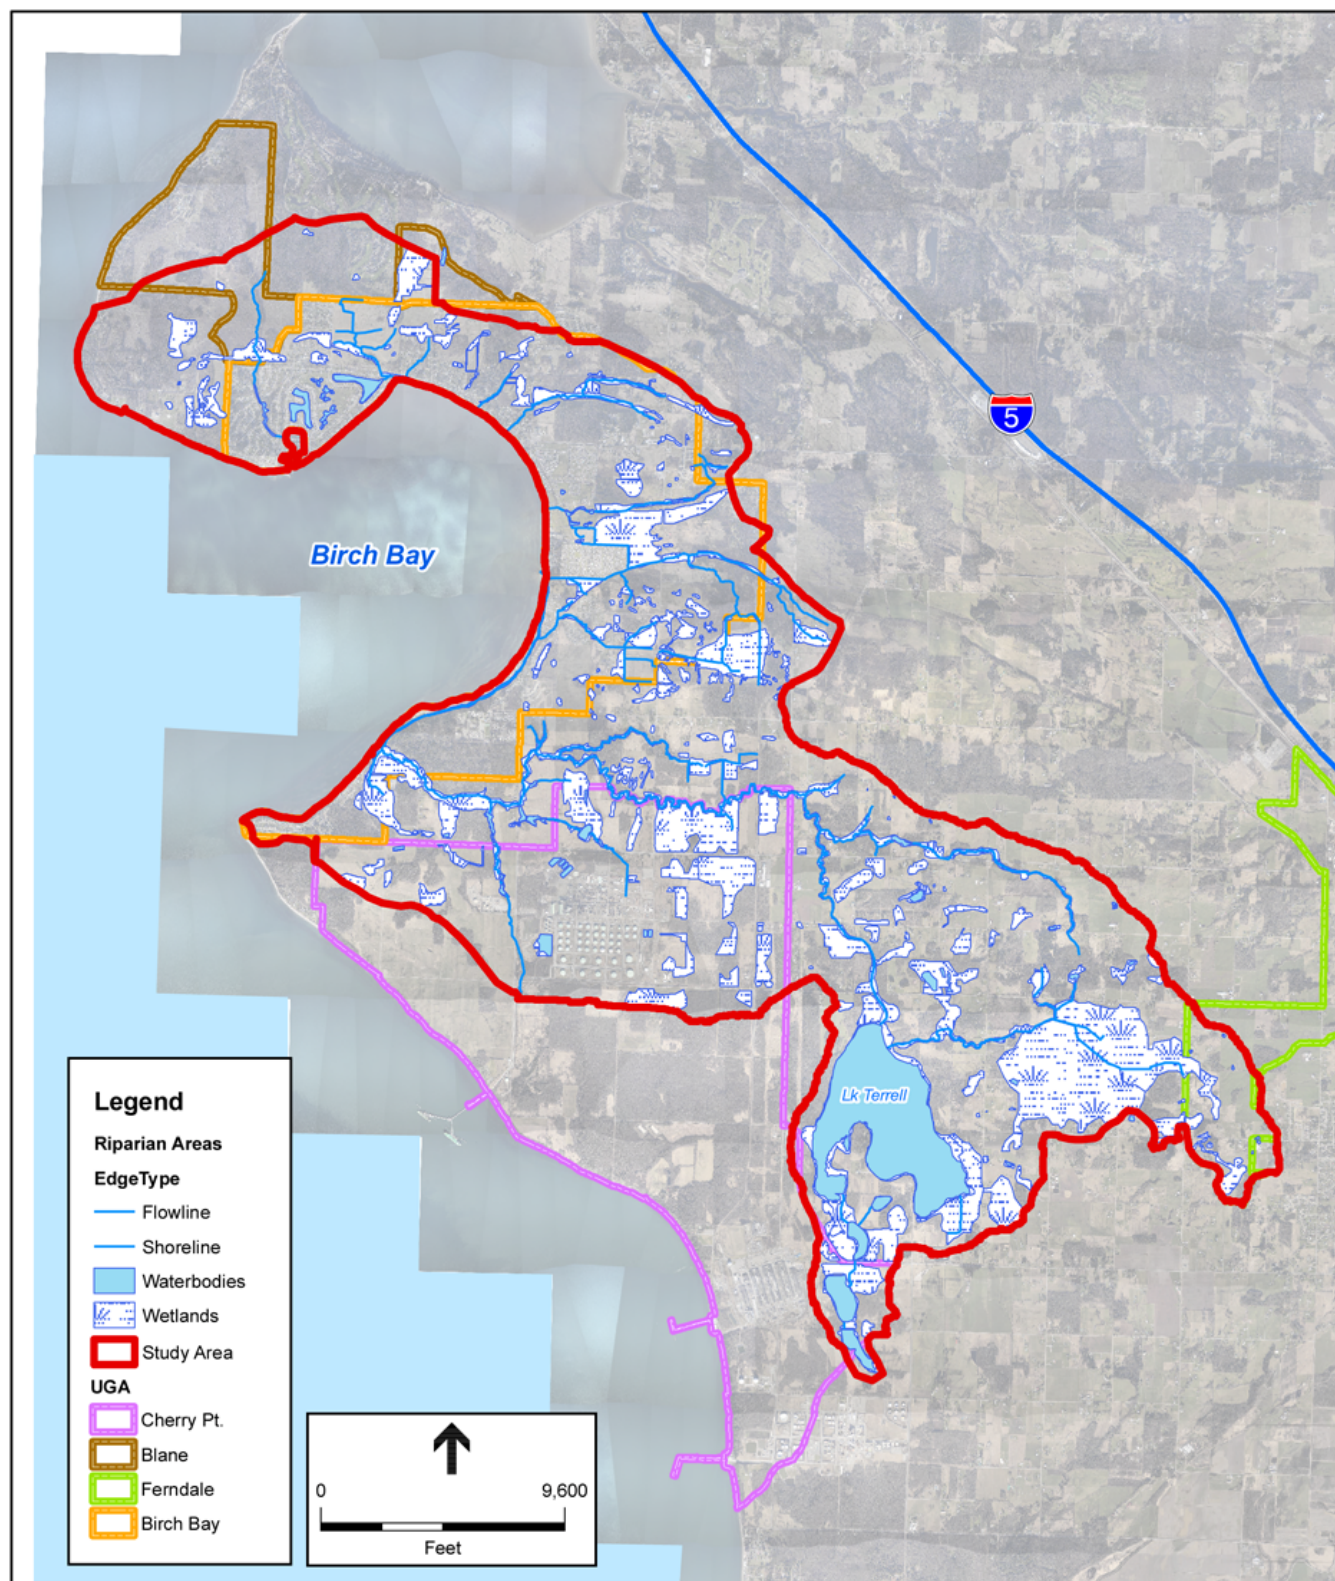 5
Birch Bay
Lk Terrell
Legend
Riparian Areas
EdgeType
Flowline
Shoreline
Waterbodies
Wetlands
Study Area
UGA
Cherry Pt.
Blane
Ferndale
Birch Bay
0 9,600
Feet